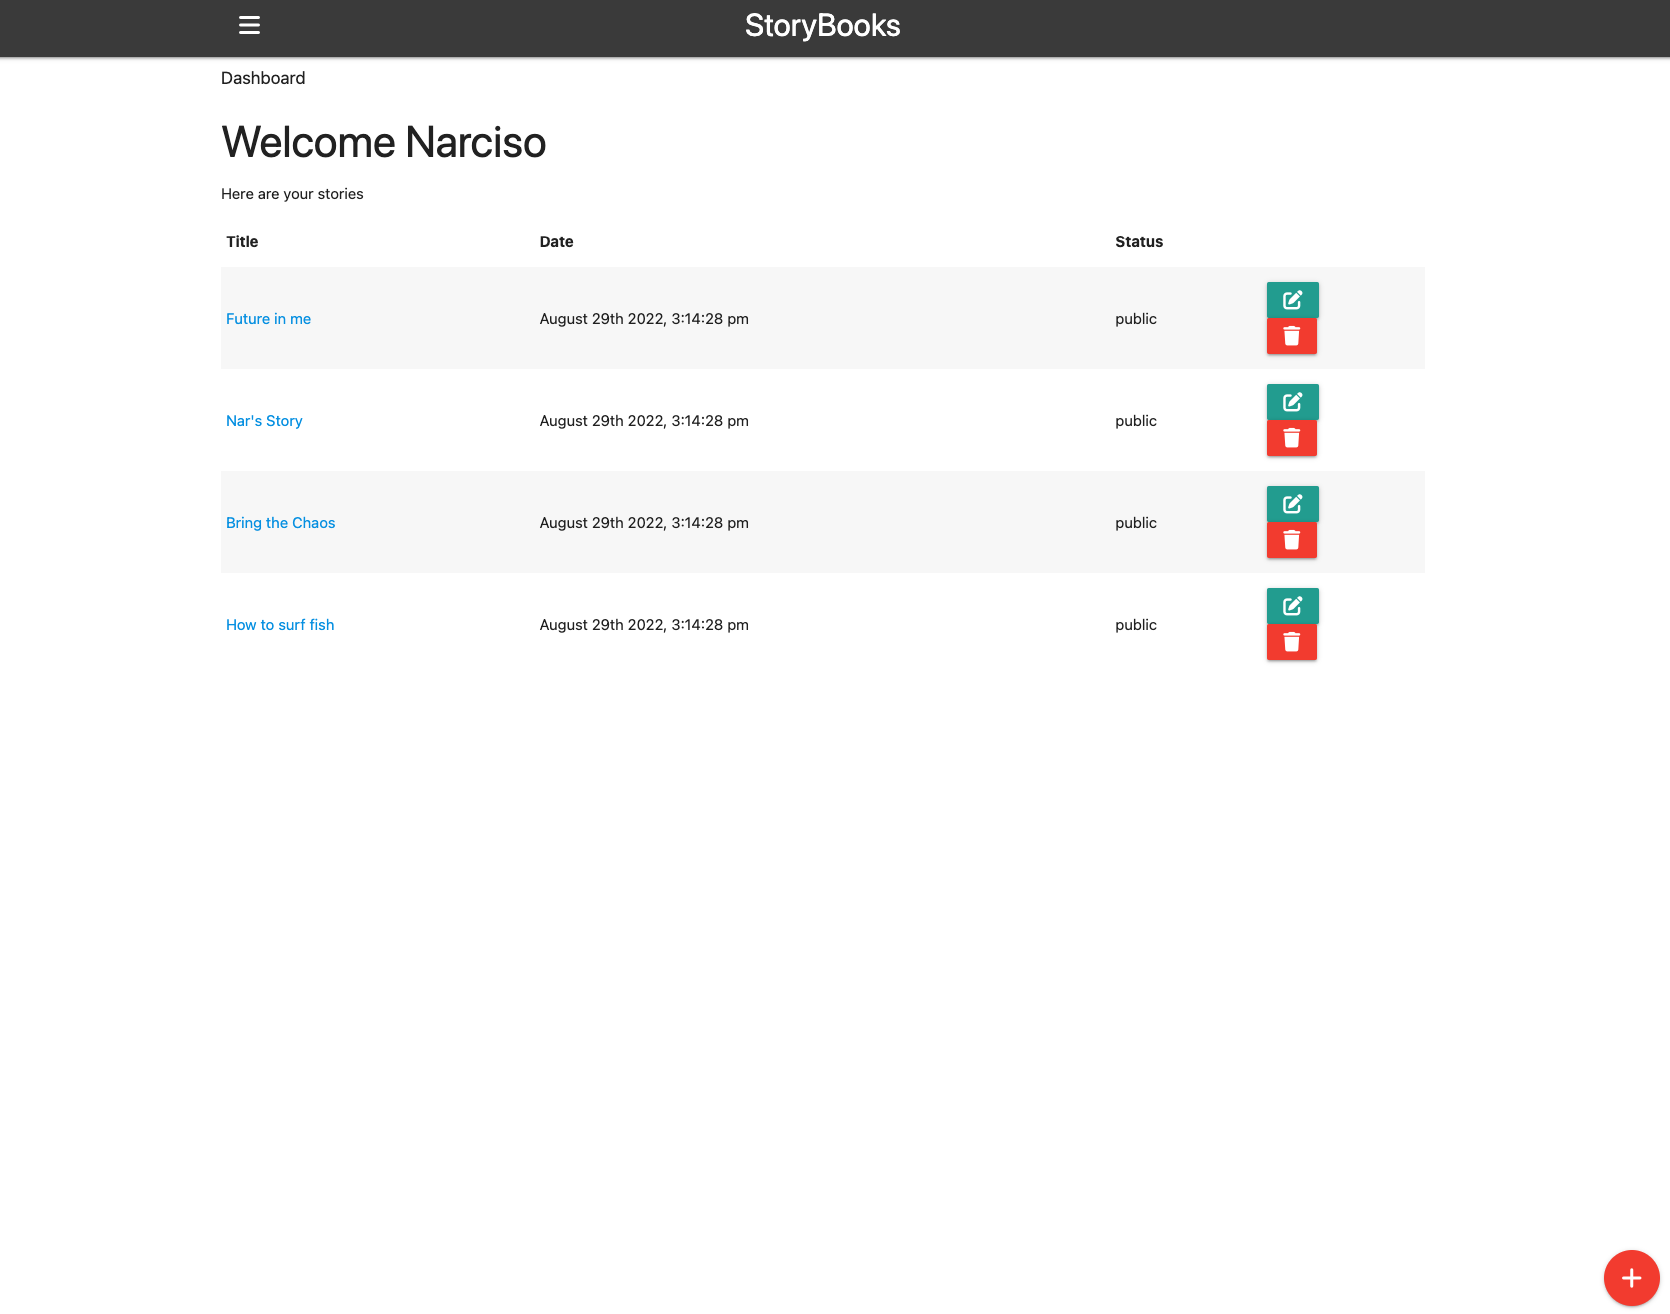 StoryBooks
Dashboard
Welcome Narciso
Here are your stories
Title Date Status
Future in me August 29th 2022, 3:14:28 pm public
Nar's Story August 29th 2022, 3:14:28 pm public
Bring the Chaos August 29th 2022, 3:14:28 pm public
How to surf fish August 29th 2022, 3:14:28 pm public